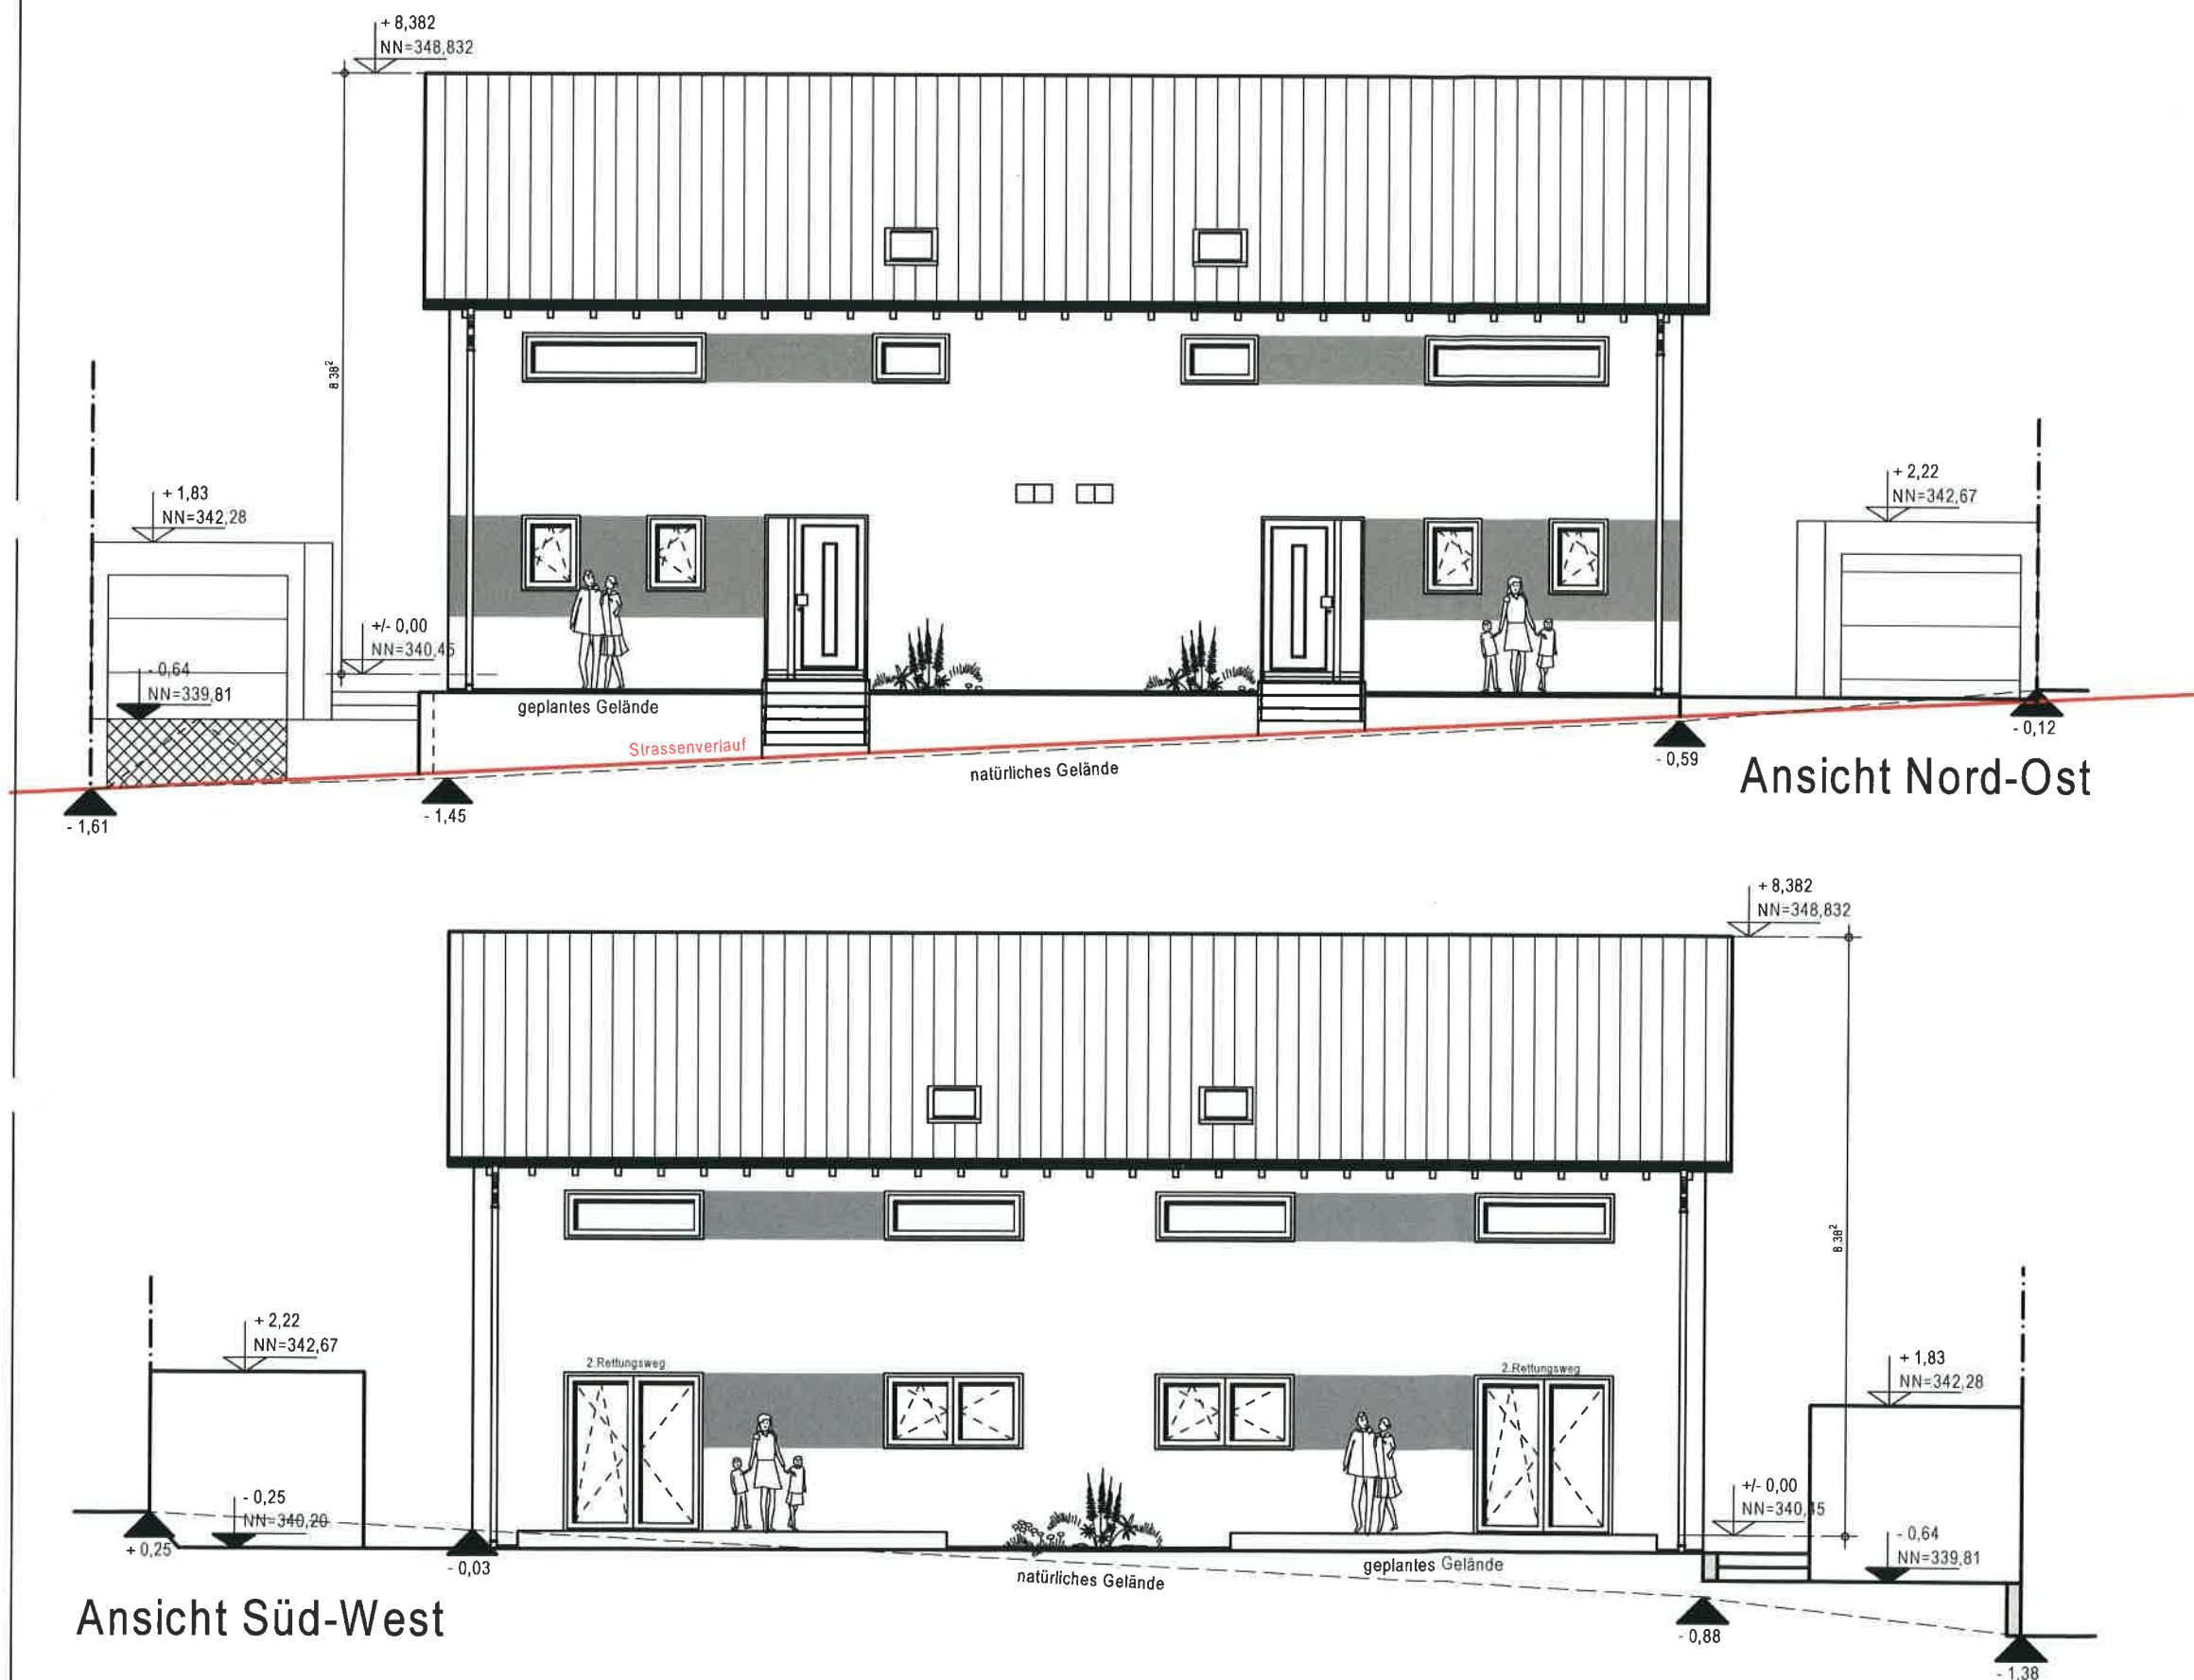 + 8,382
NN=348,832
8.38²
+ 1,83
NN=342,28
+ 2,22
NN=342,67
+/- 0,00
NN=340,45
- 0,64
NN=339,81
geplantes Gelände
Strassenverlauf
natürliches Gelände
- 0,12
- 0,59
Ansicht Nord-Ost
- 1,61
- 1,45
+ 8,382
NN=348,832
8.38²
+ 2,22
NN=342,67
2.Rettungsweg
2.Rettungsweg
+ 1,83
NN=342,28
- 0,25
NN=340,20
+/- 0,00
NN=340,45
- 0,64
NN=339,81
+ 0,25
- 0,03
natürliches Gelände
geplantes Gelände
Ansicht Süd-West
- 0,88
- 1,38